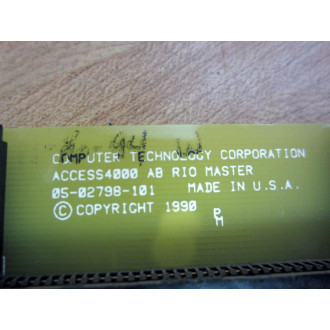 COMPUTER TECHNOLOGY CORPORATION
ACCESS4000 AB RIO MASTER
05-02798-101 MADE IN U.S.A.
© COPYRIGHT 1990 P
M